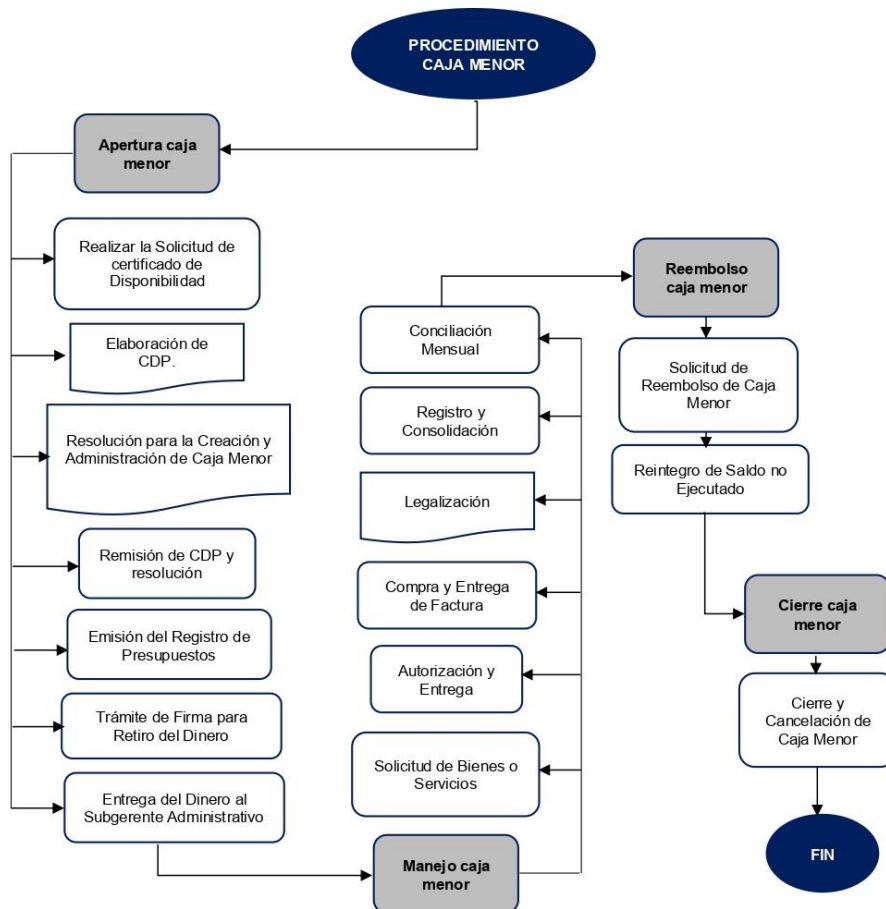 PROCEDIMIENTO
CAJA MENOR
Apertura caja
menor
Realizar la Solicitud de
certificado de
Disponibilidad
Elaboración de
CDP.
Resolución para la Creación y
Administración de Caja Menor
Remisión de CDP y
resolución
Emisión del Registro de
Presupuestos
Trámite de Firma para
Retiro del Dinero
Entrega del Dinero al
Subgerente Administrativo
Manejo caja
menor
Solicitud de Bienes o
Servicios
Autorización y
Entrega
Compra y Entrega
de Factura
Legalización
Registro y
Consolidación
Conciliación
Mensual
Reembolso
caja menor
Solicitud de
Reembolso de Caja
Menor
Reintegro de Saldo no
Ejecutado
Cierre caja
menor
Cierre y
Cancelación de
Caja Menor
FIN